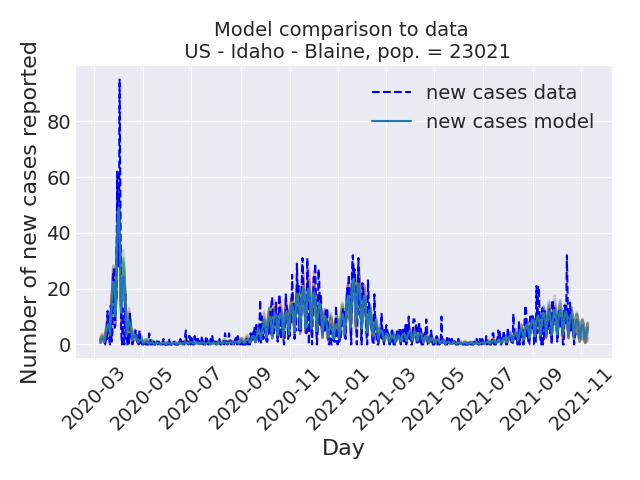 Model comparison to data
US - Idaho - Blaine, pop. = 23021
Number of new cases reported
new cases data
new cases model
80
60
40
20
0
2020-03
2020-05
2020-07
2020-09
2020-11
2021-01
2021-03
2021-05
2021-07
2021-09
2021-11
Day